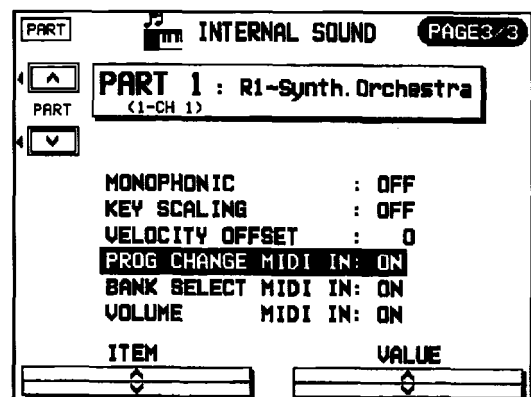 PART INTERNAL SOUND PAGE3/3
PART 1 : R1~Synth.Orchestra
(1-CH 1)
PART
MONOPHONIC : OFF
KEY SCALING : OFF
VELOCITY OFFSET : 0
PROG CHANGE MIDI IN: ON
BANK SELECT MIDI IN: ON
VOLUME MIDI IN: ON
ITEM VALUE